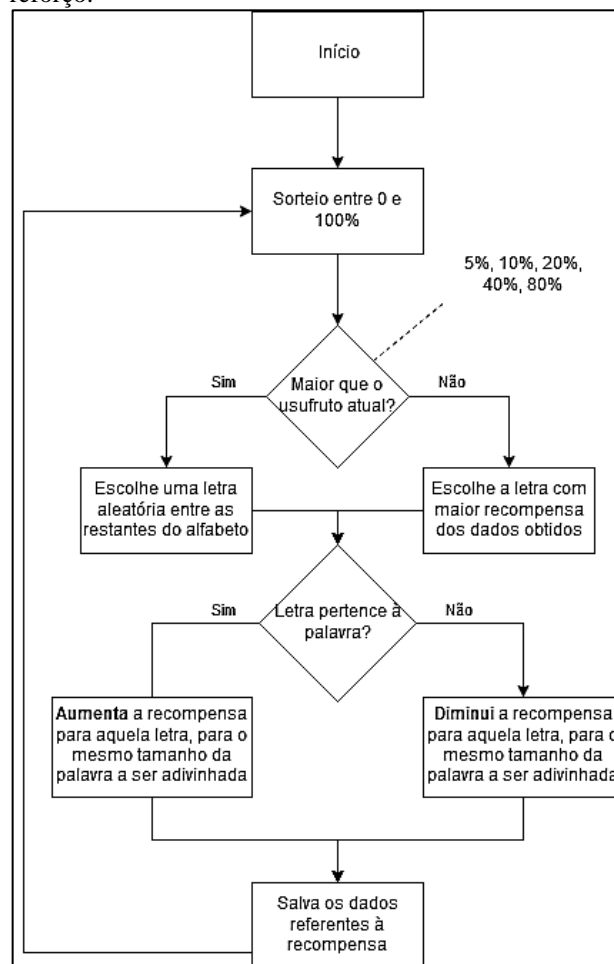 reforço.
Início
Sorteio entre 0 e
100%
5%, 10%, 20%,
40%, 80%
Sim
Maior que o
usufruto atual?
Não
Escolhe uma letra
aleatória entre as
restantes do alfabeto
Escolhe a letra com
maior recompensa
dos dados obtidos
Sim
Letra pertence à
palavra?
Não
Aumenta a recompensa
para aquela letra, para o
mesmo tamanho da
palavra a ser adivinhada
Diminui a recompensa
para aquela letra, para o
mesmo tamanho da
palavra a ser adivinhada
Salva os dados
referentes à
recompensa